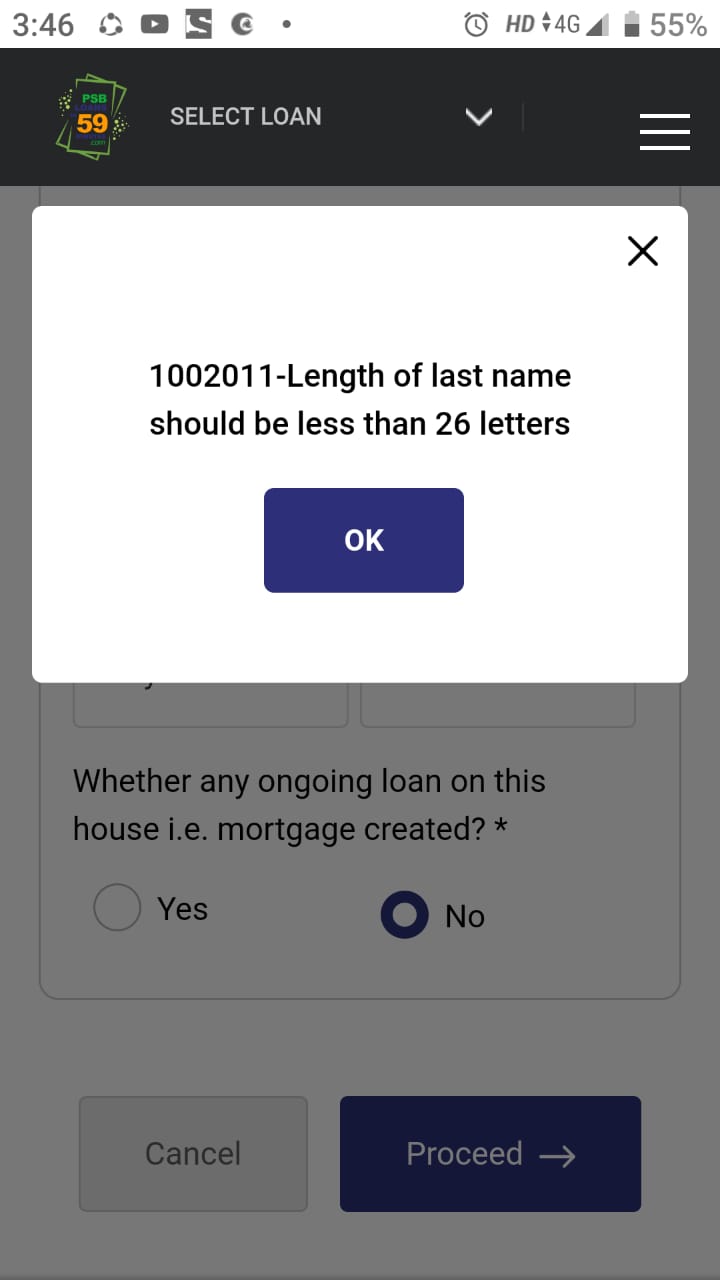 3:46
HD 4G 55%
PSB
LOANS
59
.com
SELECT LOAN
1002011-Length of last name
should be less than 26 letters
OK
Whether any ongoing loan on this
house i.e. mortgage created? *
Yes
No
Cancel
Proceed →